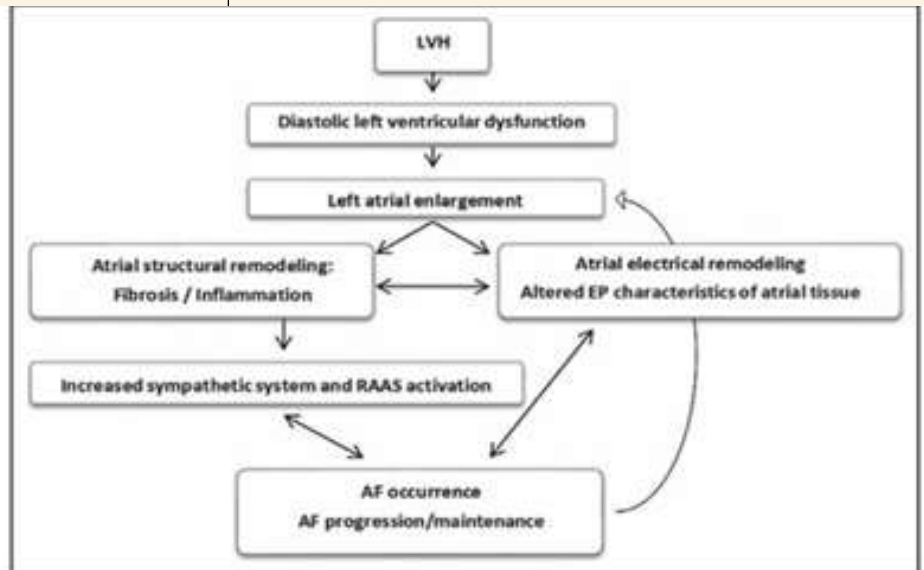 LVH
Diastolic left ventricular dysfunction
Left atrial enlargement
Atrial structural remodeling:
Fibrosis / Inflammation
Atrial electrical remodeling
Altered EP characteristics of atrial tissue
Increased sympathetic system and RAAS activation
AF occurrence
AF progression/maintenance